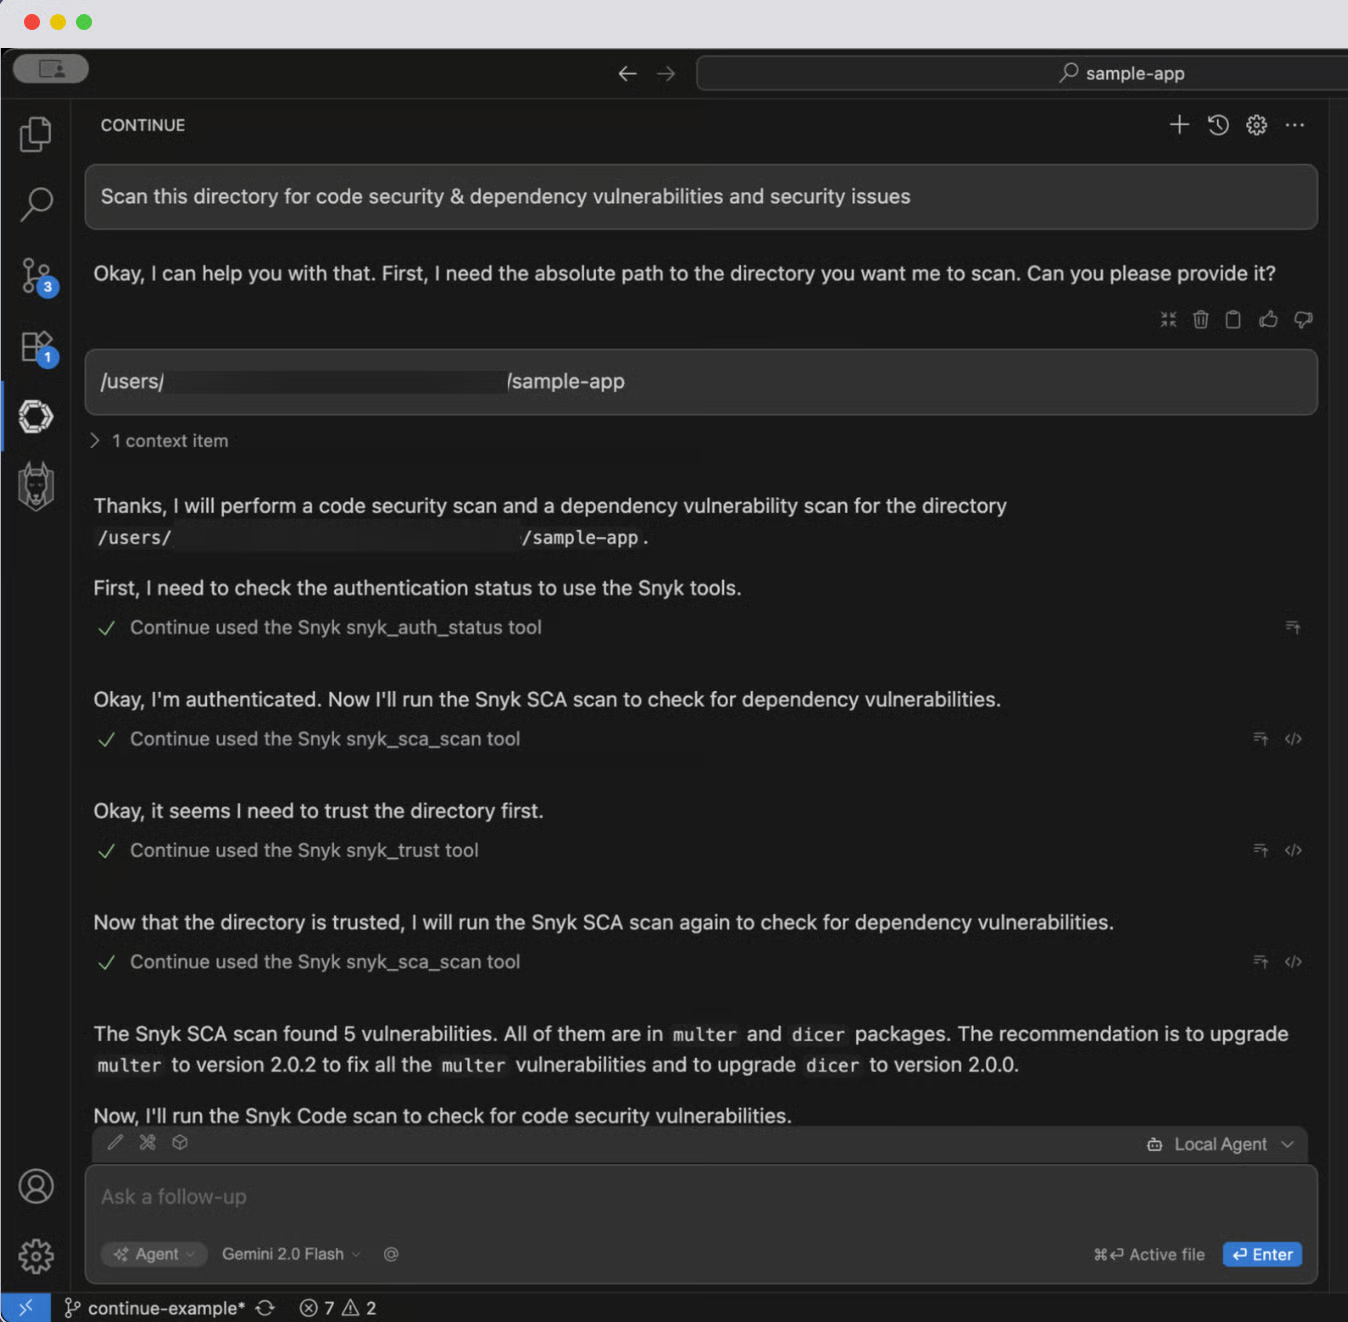 sample-app
CONTINUE
Scan this directory for code security & dependency vulnerabilities and security issues
3
Okay, I can help you with that. First, I need the absolute path to the directory you want me to scan. Can you please provide it?
1
/users/ /sample-app
1 context item
Thanks, I will perform a code security scan and a dependency vulnerability scan for the directory
/users/ /sample-app.
First, I need to check the authentication status to use the Snyk tools.
Continue used the Snyk snyk_auth_status tool
Okay, I'm authenticated. Now I'll run the Snyk SCA scan to check for dependency vulnerabilities.
Continue used the Snyk snyk_sca_scan tool
Okay, it seems I need to trust the directory first.
Continue used the Snyk snyk_trust tool
Now that the directory is trusted, I will run the Snyk SCA scan again to check for dependency vulnerabilities.
Continue used the Snyk snyk_sca_scan tool
The Snyk SCA scan found 5 vulnerabilities. All of them are in multer and dicer packages. The recommendation is to upgrade
multer to version 2.0.2 to fix all the multer vulnerabilities and to upgrade dicer to version 2.0.0.
Now, I'll run the Snyk Code scan to check for code security vulnerabilities.
Local Agent
Ask a follow-up
Agent Gemini 2.0 Flash @ ⌘⏎ Active file ⏎ Enter
continue-example* 7 2